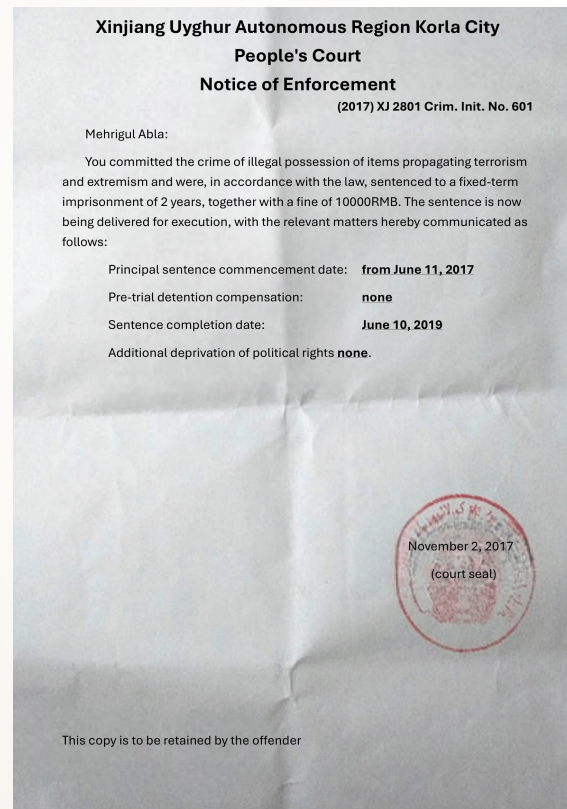 Xinjiang Uyghur Autonomous Region Korla City
People's Court
Notice of Enforcement
(2017) XJ 2801 Crim. Init. No. 601
Mehrigul Abla:
You committed the crime of illegal possession of items propagating terrorism
and extremism and were, in accordance with the law, sentenced to a fixed-term
imprisonment of 2 years, together with a fine of 10000RMB. The sentence is now
being delivered for execution, with the relevant matters hereby communicated as
follows:
Principal sentence commencement date: from June 11, 2017
Pre-trial detention compensation: none
Sentence completion date: June 10, 2019
Additional deprivation of political rights none.
November 2, 2017
(court seal)
This copy is to be retained by the offender